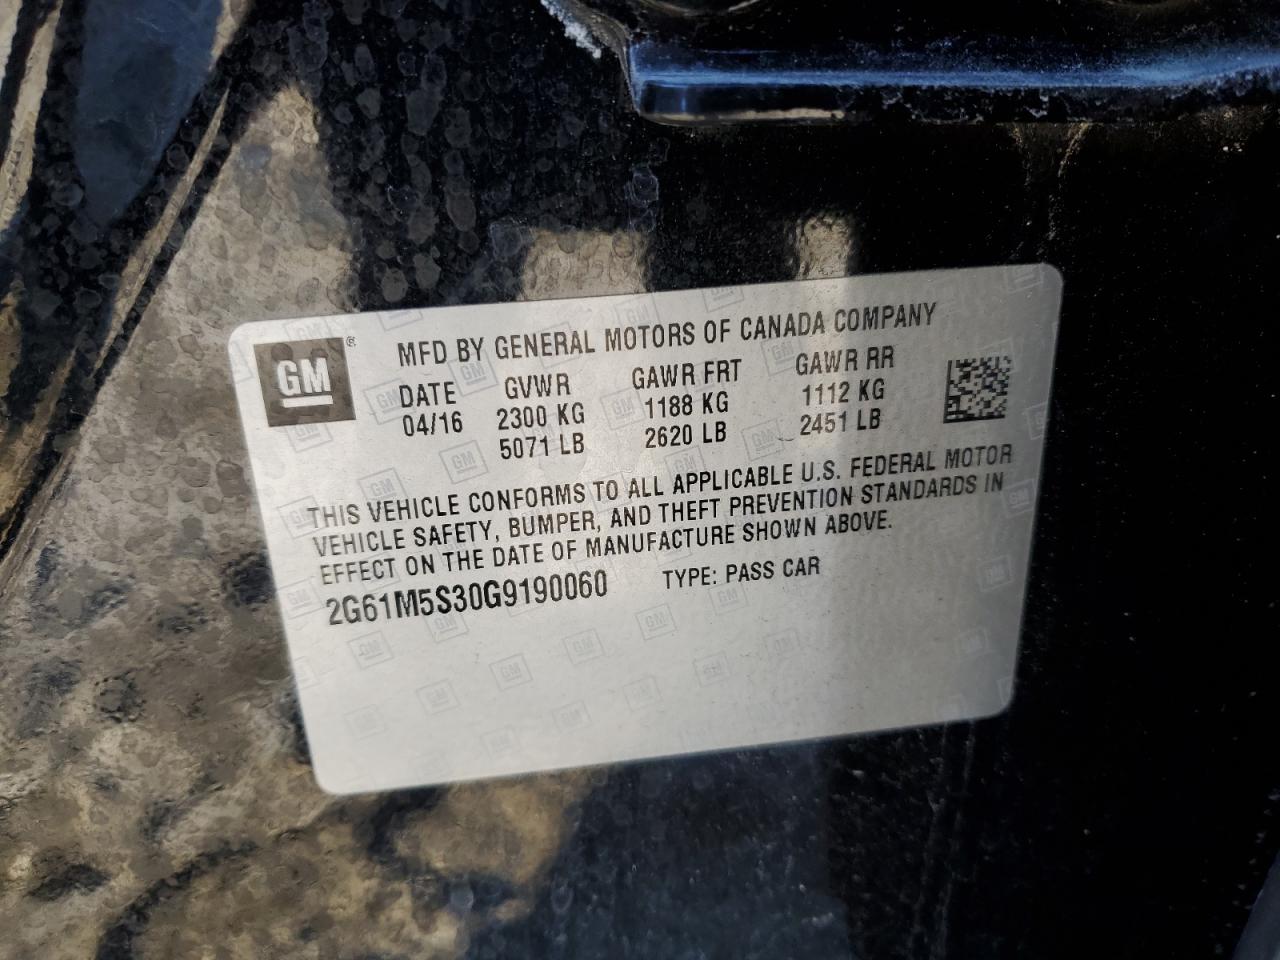 GM ®
MFD BY GENERAL MOTORS OF CANADA COMPANY
DATE GVWR GAWR FRT GAWR RR
04/16 2300 KG 1188 KG 1112 KG
5071 LB 2620 LB 2451 LB
THIS VEHICLE CONFORMS TO ALL APPLICABLE U.S. FEDERAL MOTOR
VEHICLE SAFETY, BUMPER, AND THEFT PREVENTION STANDARDS IN
EFFECT ON THE DATE OF MANUFACTURE SHOWN ABOVE.
2G61M5S30G9190060 TYPE: PASS CAR